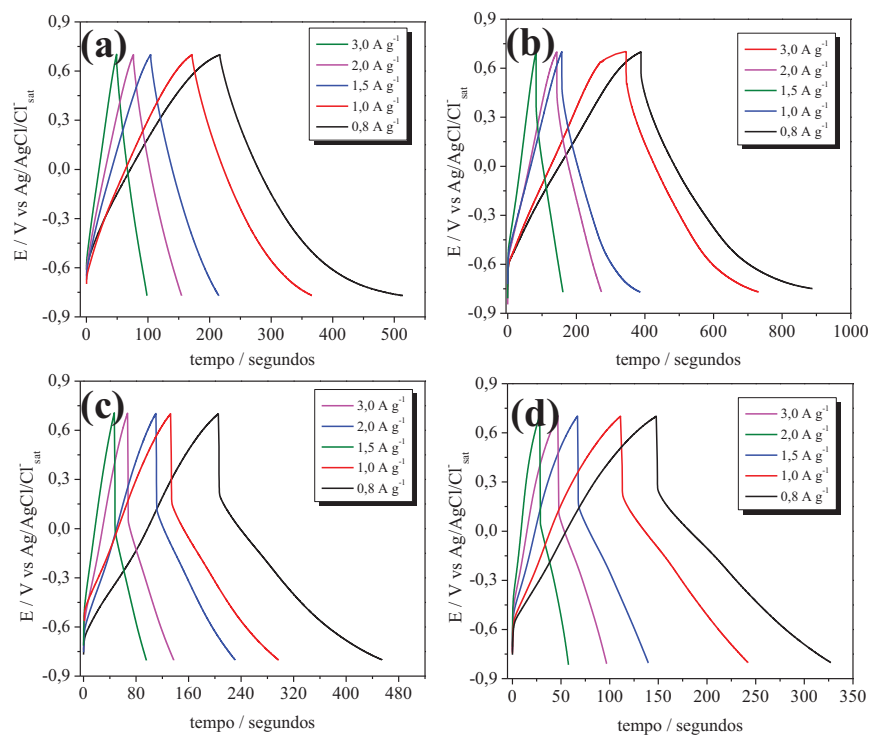 (a)
3,0 A g⁻¹
2,0 A g⁻¹
1,5 A g⁻¹
1,0 A g⁻¹
0,8 A g⁻¹
E / V vs Ag/AgCl/Cl⁻sat
0,9
0,6
0,3
0,0
-0,3
-0,6
-0,9
0 100 200 300 400 500
tempo / segundos
(b)
3,0 A g⁻¹
2,0 A g⁻¹
1,5 A g⁻¹
1,0 A g⁻¹
0,8 A g⁻¹
E / V vs Ag/AgCl/Cl⁻sat
0,9
0,6
0,3
0,0
-0,3
-0,6
-0,9
0 200 400 600 800 1000
tempo / segundos
(c)
3,0 A g⁻¹
2,0 A g⁻¹
1,5 A g⁻¹
1,0 A g⁻¹
0,8 A g⁻¹
E / V vs Ag/AgCl/Cl⁻sat
0,9
0,6
0,3
0,0
-0,3
-0,6
-0,9
0 80 160 240 320 400 480
tempo / segundos
(d)
3,0 A g⁻¹
2,0 A g⁻¹
1,5 A g⁻¹
1,0 A g⁻¹
0,8 A g⁻¹
E / V vs Ag/AgCl/Cl⁻sat
0,9
0,6
0,3
0,0
-0,3
-0,6
-0,9
0 50 100 150 200 250 300 350
tempo / segundos